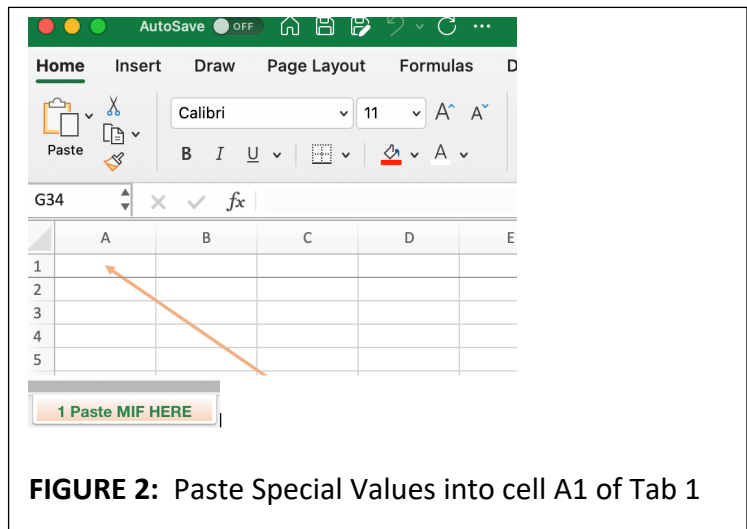 AutoSave OFF
Home Insert Draw Page Layout Formulas D
Calibri 11 A^ A˅
Paste B I U A
G34 fx
A B C D E
1
2
3
4
5
1 Paste MIF HERE
FIGURE 2: Paste Special Values into cell A1 of Tab 1